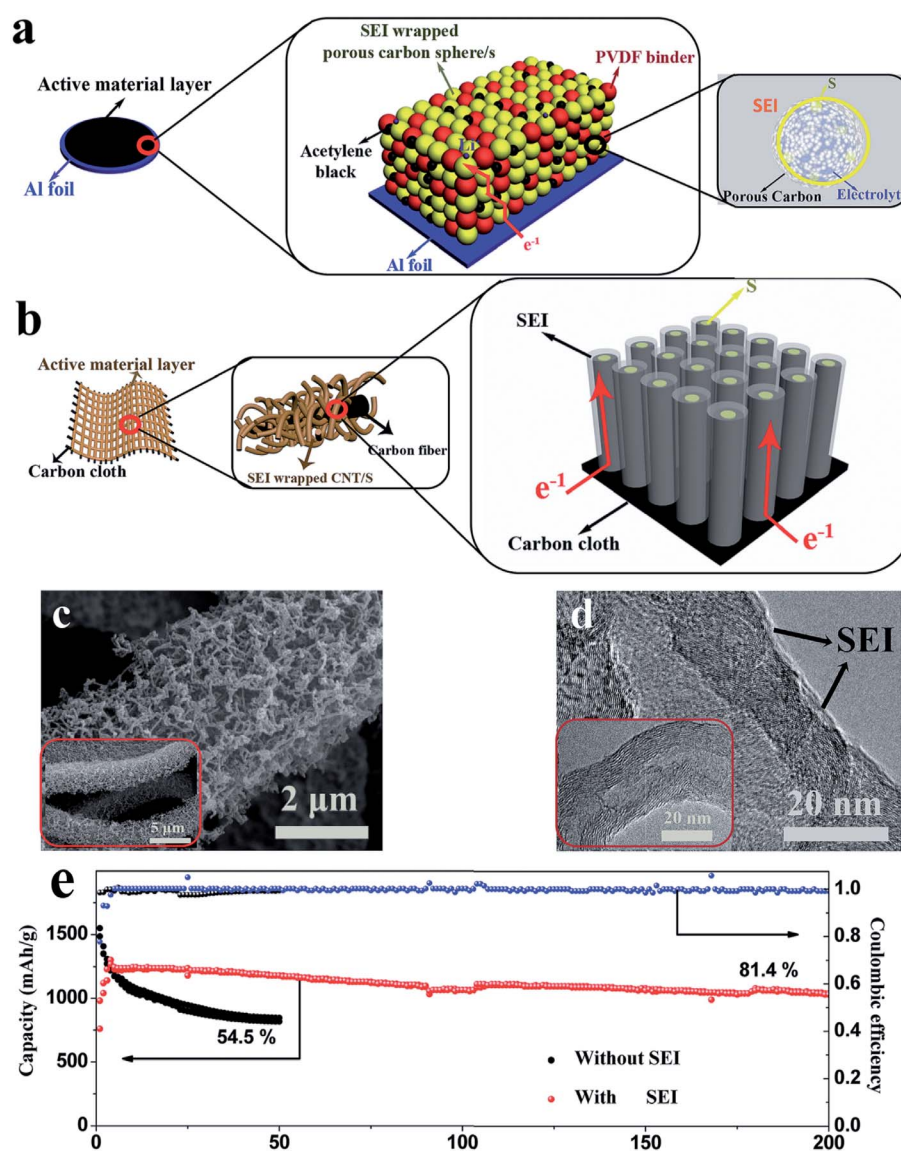 a
SEI wrapped
porous carbon sphere/s
PVDF binder
Active material layer
Al foil
Acetylene
black
Li
e⁻¹
Al foil
S
SEI
Porous Carbon
Electrolyt
b
Active material layer
Carbon cloth
Carbon fiber
SEI wrapped CNT/S
S
SEI
e⁻¹
e⁻¹
Carbon cloth
c
5 μm
2 μm
d
SEI
20 nm
20 nm
e
Capacity (mAh/g)
1500
1000
750
500
250
0
54.5 %
81.4 %
Without SEI
With SEI
0
50
100
150
200
1.0
0.8
0.6
0.4
0.2
0.0
Coulombic efficiency